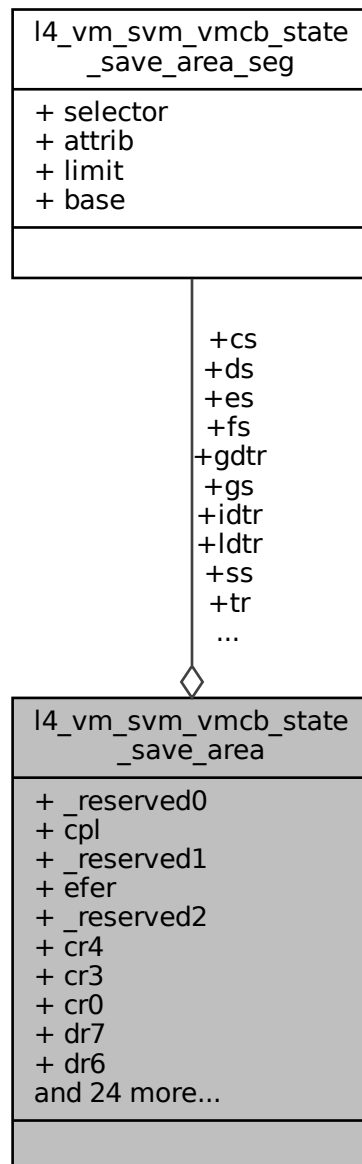 l4_vm_svm_vmcb_state
_save_area_seg
+ selector
+ attrib
+ limit
+ base
+cs
+ds
+es
+fs
+gdtr
+gs
+idtr
+ldtr
+ss
+tr
...
l4_vm_svm_vmcb_state
_save_area
+ _reserved0
+ cpl
+ _reserved1
+ efer
+ _reserved2
+ cr4
+ cr3
+ cr0
+ dr7
+ dr6
and 24 more...